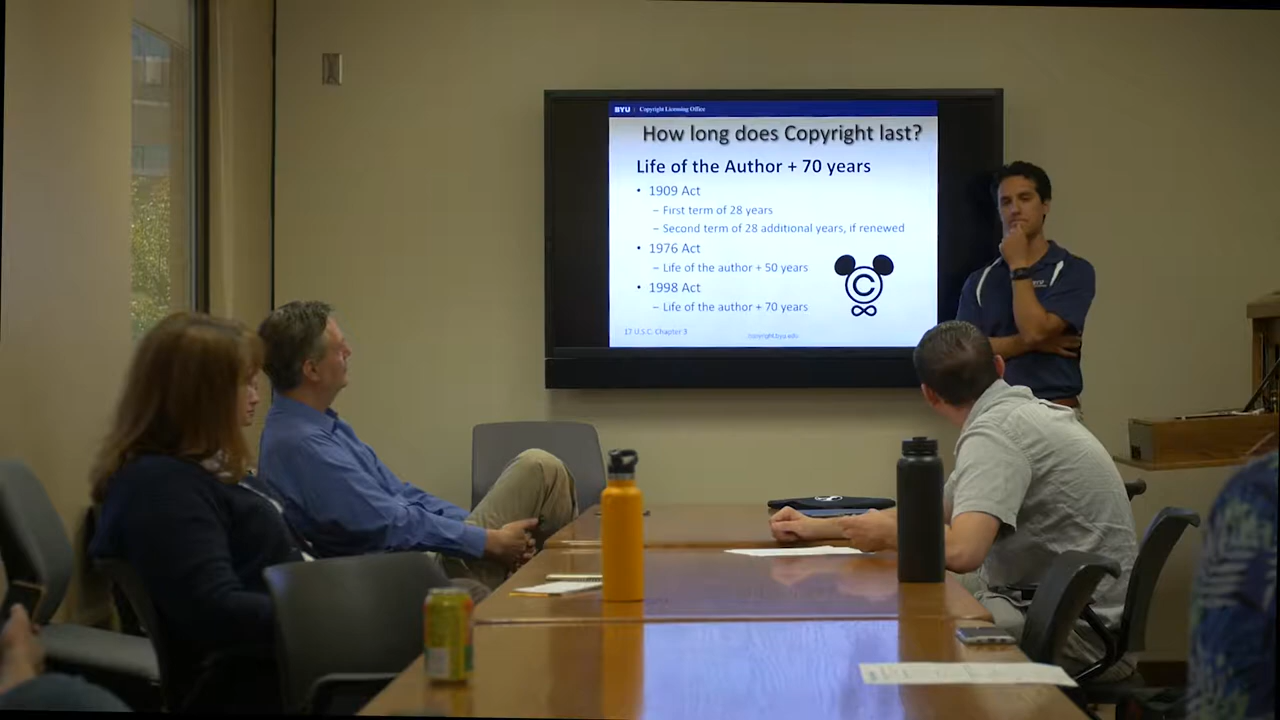 BYU | Copyright Licensing Office
How long does Copyright last?
Life of the Author + 70 years
• 1909 Act
– First term of 28 years
– Second term of 28 additional years, if renewed
• 1976 Act
– Life of the author + 50 years
©
• 1998 Act
– Life of the author + 70 years
17 U.S.C. Chapter 3
copyright.byu.edu